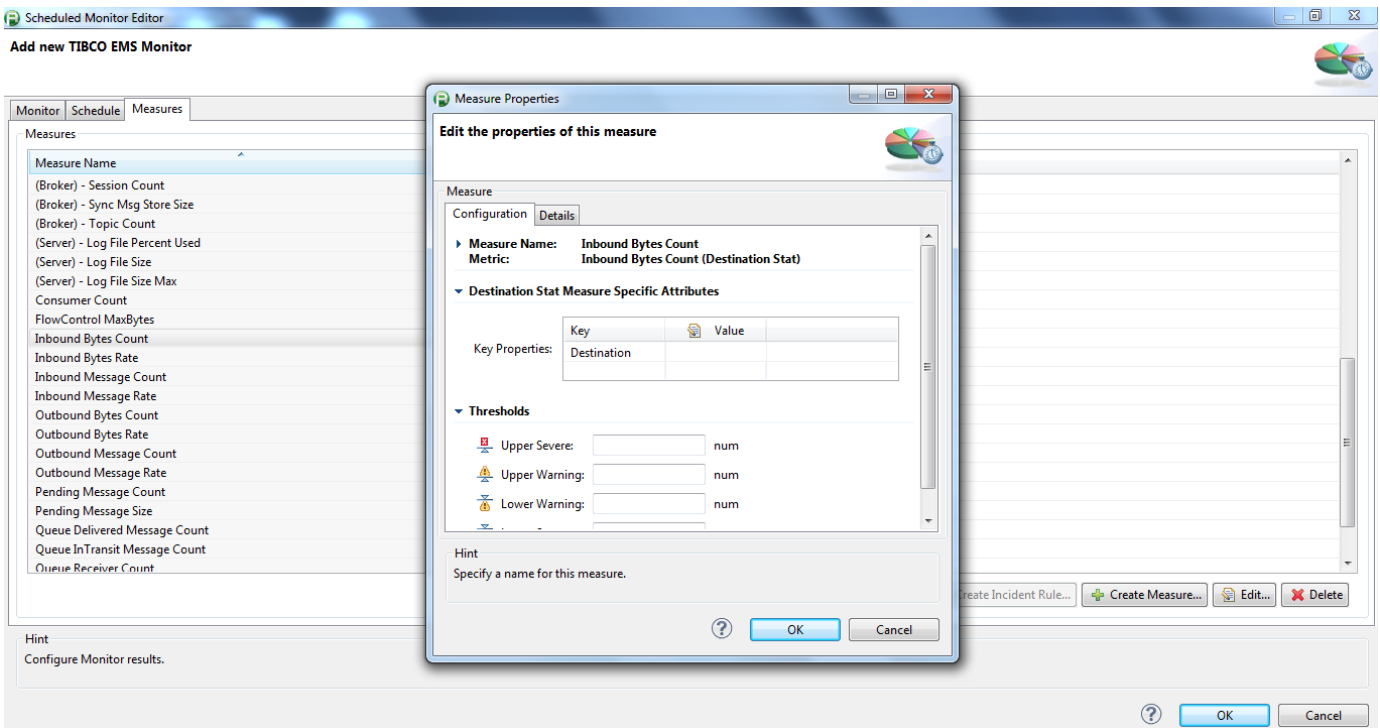 Scheduled Monitor Editor
Add new TIBCO EMS Monitor
Monitor Schedule Measures
Measures
Measure Name
(Broker) - Session Count
(Broker) - Sync Msg Store Size
(Broker) - Topic Count
(Server) - Log File Percent Used
(Server) - Log File Size
(Server) - Log File Size Max
Consumer Count
FlowControl MaxBytes
Inbound Bytes Count
Inbound Bytes Rate
Inbound Message Count
Inbound Message Rate
Outbound Bytes Count
Outbound Bytes Rate
Outbound Message Count
Outbound Message Rate
Pending Message Count
Pending Message Size
Queue Delivered Message Count
Queue InTransit Message Count
Queue Receiver Count
Measure Properties
Edit the properties of this measure
Measure
Configuration Details
Measure Name: Inbound Bytes Count
Metric: Inbound Bytes Count (Destination Stat)
Destination Stat Measure Specific Attributes
Key Value
Key Properties: Destination
Thresholds
Upper Severe: num
Upper Warning: num
Lower Warning: num
Hint
Specify a name for this measure.
? OK Cancel
Create Incident Rule... Create Measure... Edit... Delete
Hint
Configure Monitor results.
? OK Cancel